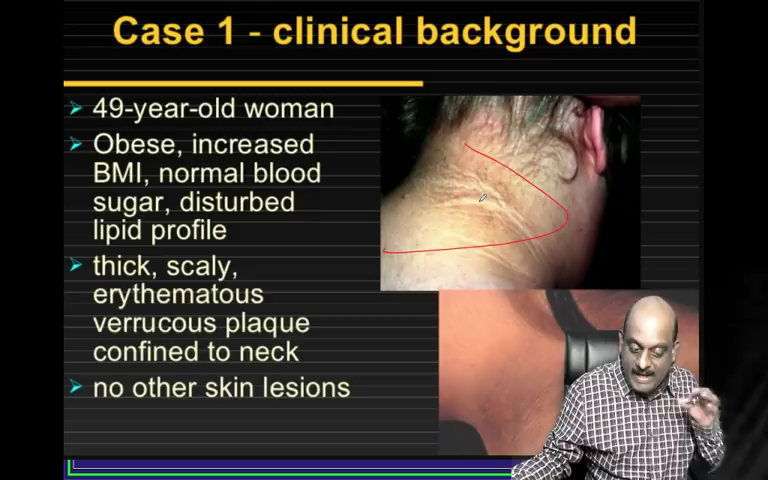 Case 1 - clinical background
49-year-old woman
Obese, increased
BMI, normal blood
sugar, disturbed
lipid profile
thick, scaly,
erythematous
verrucous plaque
confined to neck
no other skin lesions